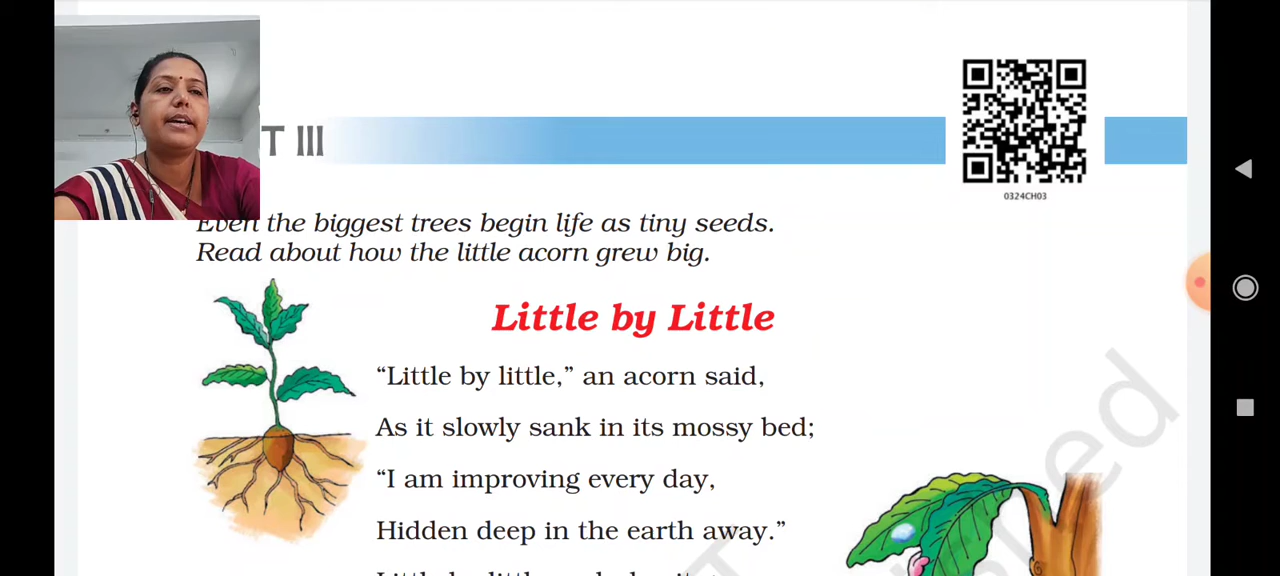 T III
0324CH03
Even the biggest trees begin life as tiny seeds.
Read about how the little acorn grew big.
Little by Little
“Little by little,” an acorn said,
As it slowly sank in its mossy bed;
“I am improving every day,
Hidden deep in the earth away.”